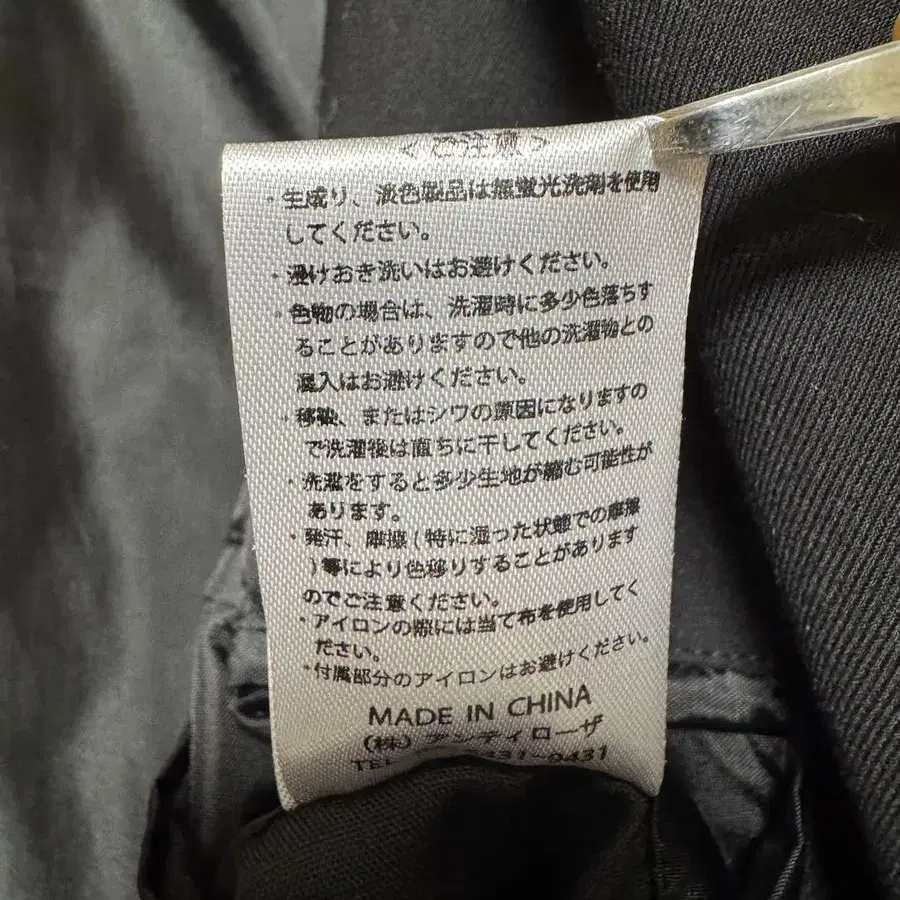 <ご注意>
・生成り、淡色製品は無蛍光洗剤を使用
してください。
・浸けおき洗いはお避けください。
・色物の場合は、洗濯時に多少色落ちす
ることがありますので他の洗濯物との
混入はお避けください。
・移染、またはシワの原因になりますの
で洗濯後は直ちに干してください。
・洗濯をすると多少生地が縮む可能性が
あります。
・発汗、摩擦(特に湿った状態での摩擦
)等により色移りすることがあります
のでご注意ください。
・アイロンの際には当て布を使用してく
ださい。
・付属部分のアイロンはお避けください。
MADE IN CHINA
(株)アンティローザ
TEL 9431